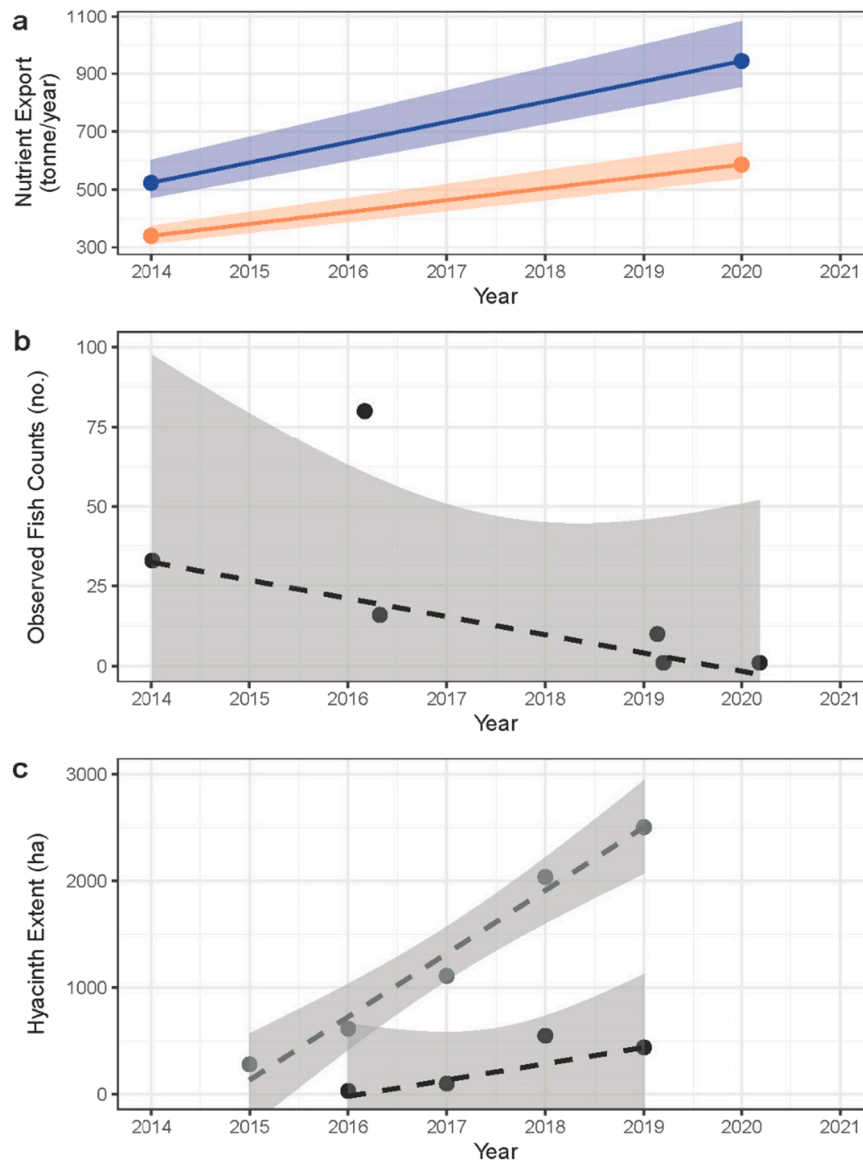 a
Nutrient Export
(tonne/year)
1100
900
700
500
300
2014 2015 2016 2017 2018 2019 2020 2021
Year
b
Observed Fish Counts (no.)
100
75
50
25
0
2014 2015 2016 2017 2018 2019 2020 2021
Year
c
Hyacinth Extent (ha)
3000
2000
1000
0
2014 2015 2016 2017 2018 2019 2020 2021
Year